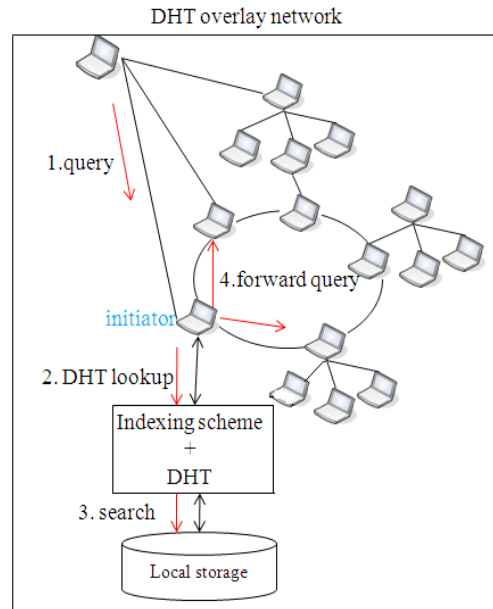 DHT overlay network
1.query
4.forward query
initiator
2. DHT lookup
Indexing scheme
+
DHT
3. search
Local storage